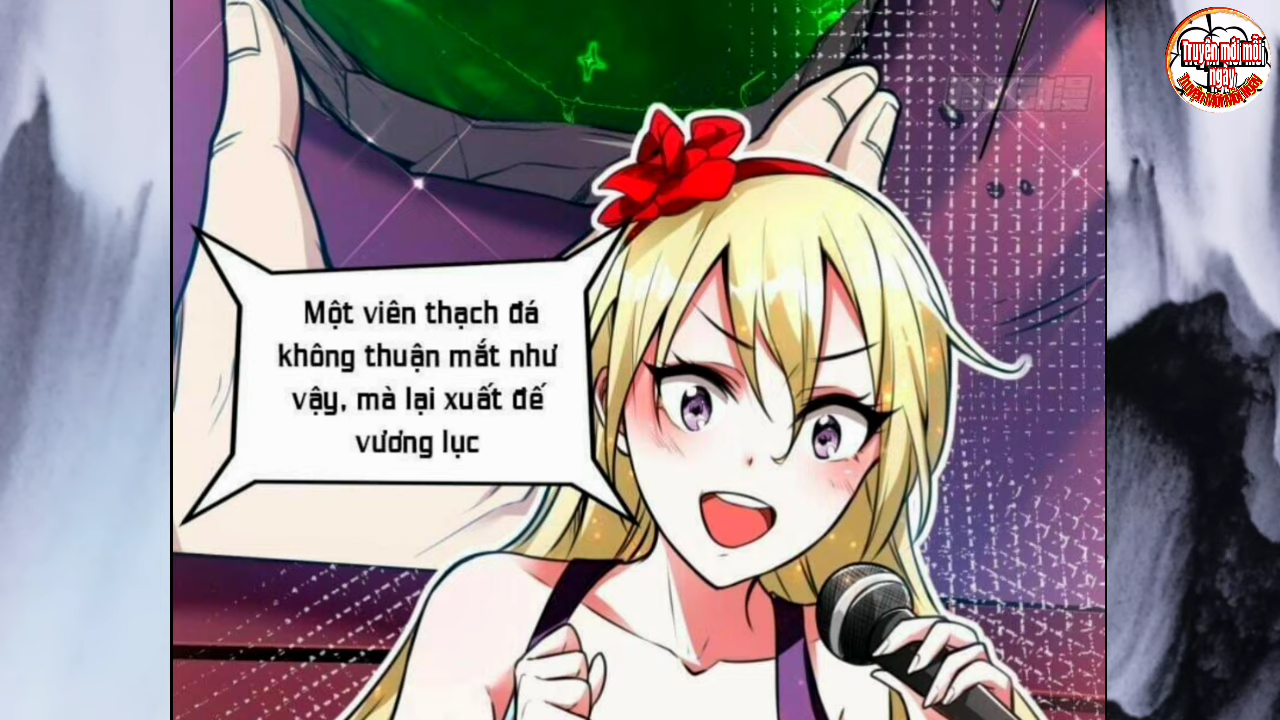 Truyện mới mỗi
ngày
Một viên thạch đá
không thuận mắt như
vậy, mà lại xuất đế
vương lục